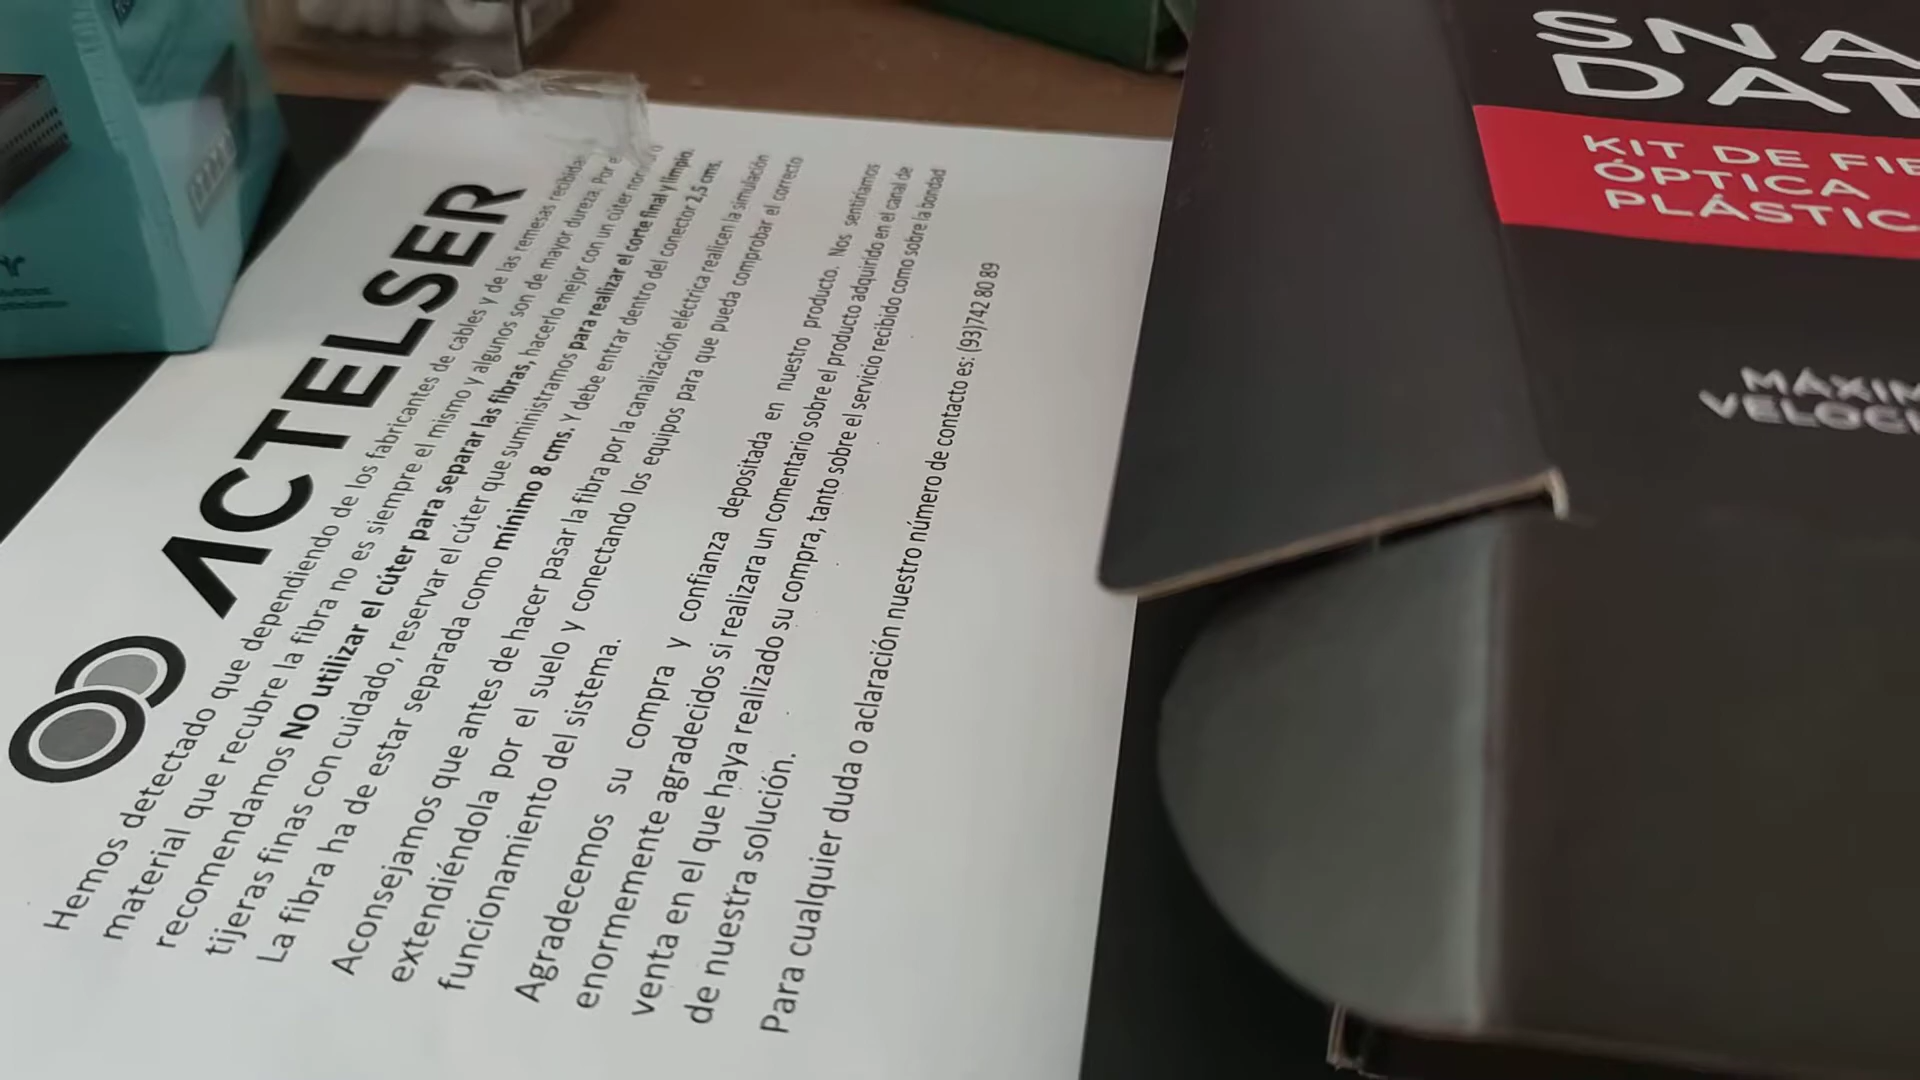 ACTELSER
Hemos detectado que dependiendo de los fabricantes de cables y de las remesas recibidas
material que recubre la fibra no es siempre el mismo y algunos son de mayor dureza. Por
recomendamos NO utilizar el cúter para separar las fibras, hacerlo mejor con un cúter
tijeras finas con cuidado, reservar el cúter que suministramos para realizar el corte final y limpio.
La fibra ha de estar separada como mínimo 8 cms. Y debe entrar dentro del conector 2,5 cms.
Aconsejamos que antes de hacer pasar la fibra por la canalización eléctrica realicen la simulación
extendiéndola por el suelo y conectando los equipos para que pueda comprobar el correcto
funcionamiento del sistema.
Agradecemos su compra y confianza depositada en nuestro producto. Nos sentiríamos
enormemente agradecidos si realizara un comentario sobre el producto adquirido en el canal de
venta en el que haya realizado su compra, tanto sobre el servicio recibido como sobre la bondad
de nuestra solución.
Para cualquier duda o aclaración nuestro número de contacto es: (93)742 80 89
SNA
DAT
KIT DE FIB
ÓPTICA
PLÁSTIC
MÁXIM
VELOCI